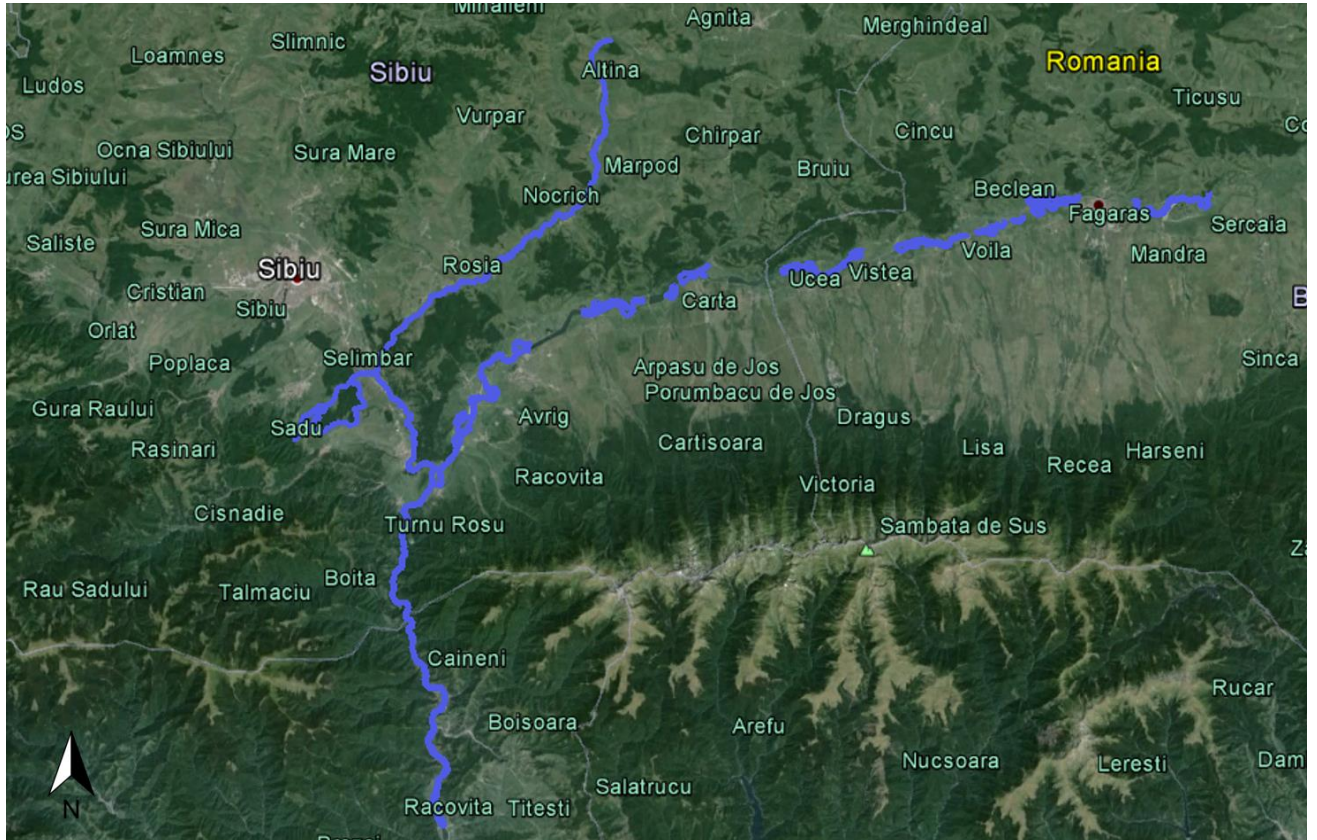 Agnita
Merghindeal
Slimnic
Loamnes
Sibiu
Altina
Romania
Ludos
Ticusu
Vurpar
Chirpar
Cincu
Ocna Sibiului
Sura Mare
Marpod
Bruiu
urea Sibiului
Nocrich
Beclean
Fagaras
Sura Mica
Sercaia
Saliste
Rosia
Voila
Mandra
Sibiu
Ucea
Vistea
Cristian
Sibiu
Carta
B
Orlat
Selimbar
Poplaca
Arpasu de Jos
Sinca
Porumbacu de Jos
Gura Raului
Avrig
Dragus
Sadu
Rasinari
Cartisoara
Lisa
Harseni
Recea
Racovita
Victoria
Cisnadie
Turnu Rosu
Sambata de Sus
Boita
Rau Sadului
Talmaciu
Caineni
Rucar
Boisoara
Arefu
Nucsoara
Leresti
Dam
Salatrucu
N
Racovita
Titesti